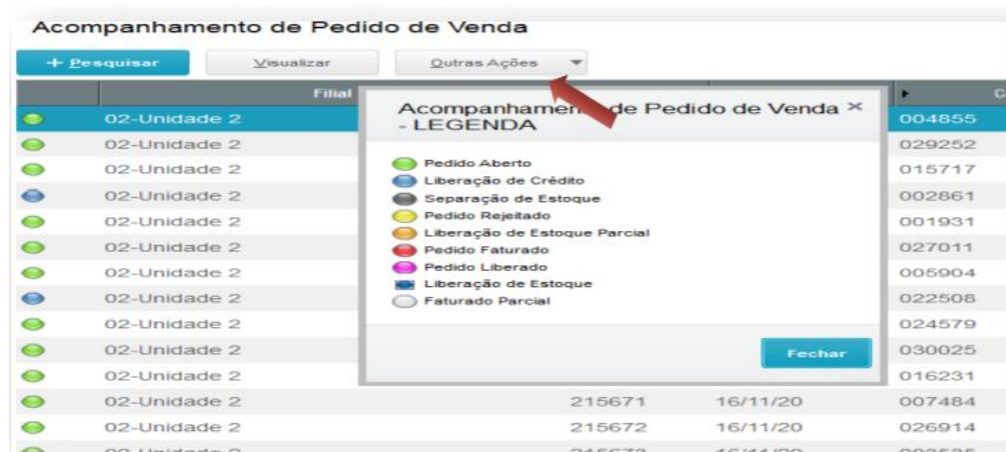 Acompanhamento de Pedido de Venda
+ Pesquisar Visualizar Outras Ações
Filial C
Acompanhamento de Pedido de Venda ×
- LEGENDA
Pedido Aberto
Liberação de Crédito
Separação de Estoque
Pedido Rejeitado
Liberação de Estoque Parcial
Pedido Faturado
Pedido Liberado
Liberação de Estoque
Faturado Parcial
Fechar
02-Unidade 2 004855
02-Unidade 2 029252
02-Unidade 2 015717
02-Unidade 2 002861
02-Unidade 2 001931
02-Unidade 2 027011
02-Unidade 2 005904
02-Unidade 2 022508
02-Unidade 2 024579
02-Unidade 2 030025
02-Unidade 2 016231
02-Unidade 2 215671 16/11/20 007484
02-Unidade 2 215672 16/11/20 026914